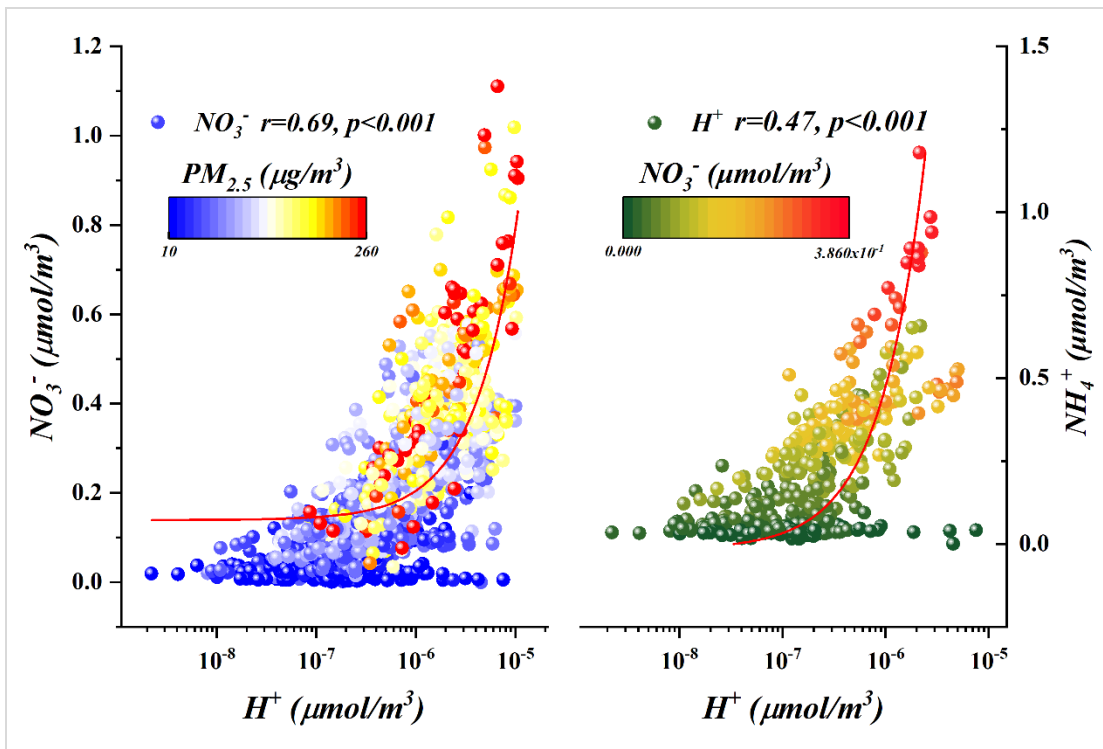 NO₃⁻ r=0.69, p<0.001
PM₂.₅ (μg/m³)
10 260
1.2
1.0
0.8
0.6
0.4
0.2
0.0
NO₃⁻ (μmol/m³)
10⁻⁸ 10⁻⁷ 10⁻⁶ 10⁻⁵
H⁺ (μmol/m³)
H⁺ r=0.47, p<0.001
NO₃⁻ (μmol/m³)
0.000 3.860x10⁻¹
1.5
1.0
0.5
0.0
NH₄⁺ (μmol/m³)
10⁻⁸ 10⁻⁷ 10⁻⁶ 10⁻⁵
H⁺ (μmol/m³)